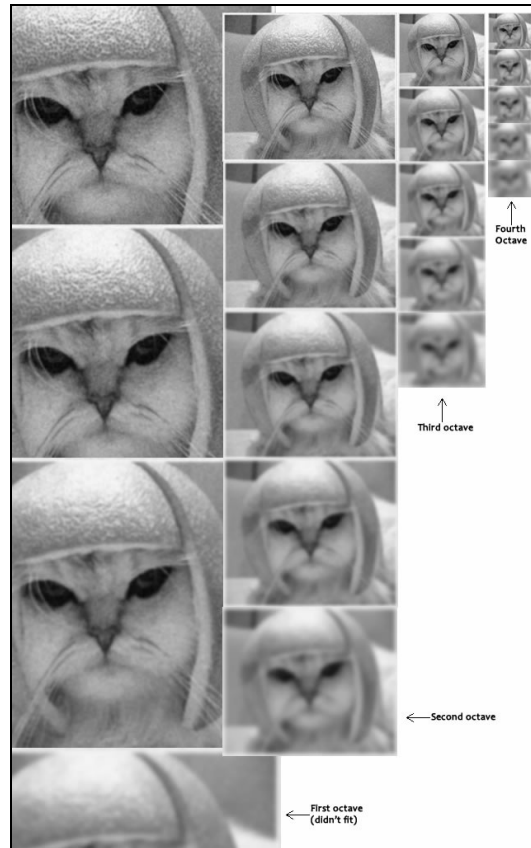 Fourth
Octave
Third octave
Second octave
First octave
(didn't fit)